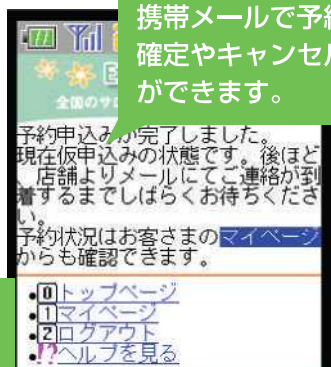 携帯メールで予約
確定やキャンセル
ができます。
全国のサロ
予約申込みが完了しました。
現在仮申込みの状態です。後ほど
、店舗よりメールにてご連絡が到
着するまでしばらくお待ちくださ
い。
予約状況はお客さまのマイページ
からも確認できます。
•0トップページ
•1マイページ
•2ログアウト
•!?ヘルプを見る